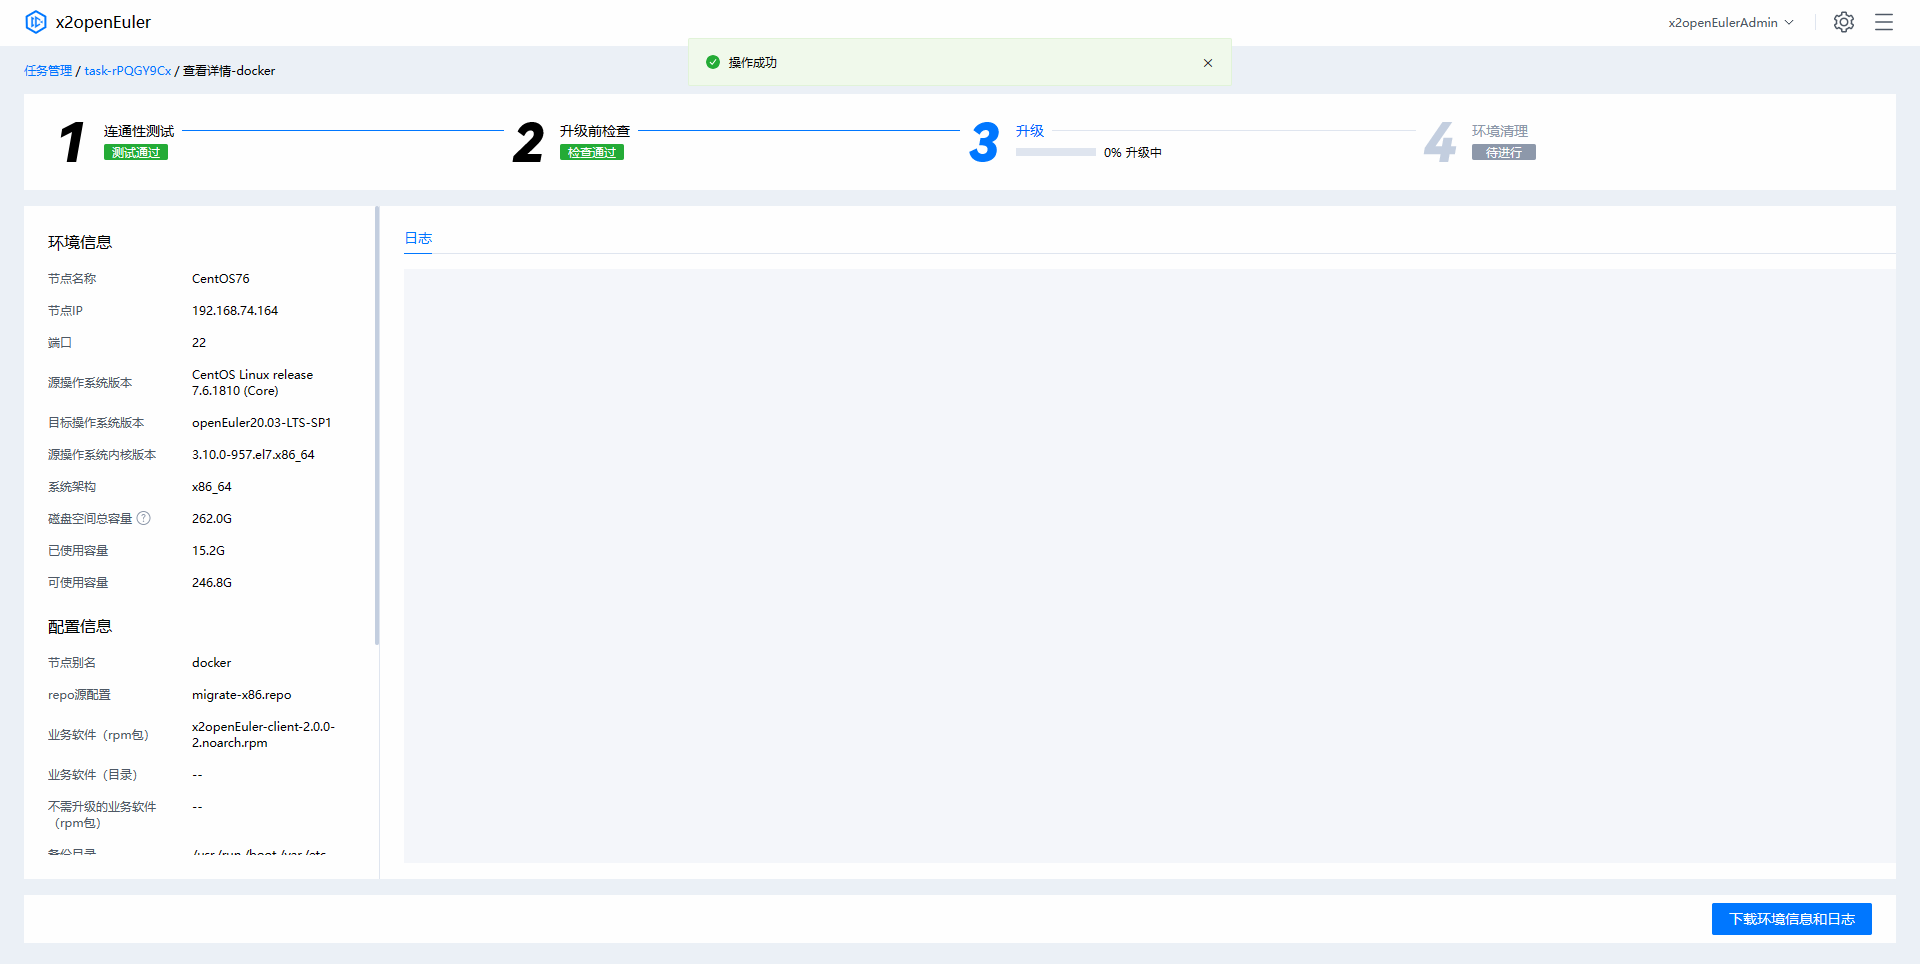 x2openEuler
x2openEulerAdmin
操作成功
任务管理 / task-rPQGY9Cx / 查看详情-docker
1 连通性测试
测试通过
2 升级前检查
检查通过
3 升级
0% 升级中
4 环境清理
待进行
环境信息
节点名称 CentOS76
节点IP 192.168.74.164
端口 22
源操作系统版本 CentOS Linux release
7.6.1810 (Core)
目标操作系统版本 openEuler20.03-LTS-SP1
源操作系统内核版本 3.10.0-957.el7.x86_64
系统架构 x86_64
磁盘空间总容量 ? 262.0G
已使用容量 15.2G
可使用容量 246.8G
配置信息
节点别名 docker
repo源配置 migrate-x86.repo
业务软件（rpm包） x2openEuler-client-2.0.0-
2.noarch.rpm
业务软件（目录） --
不需升级的业务软件 --
（rpm包）
备份目录 /usr,/run,/boot,/var,/etc
日志
下载环境信息和日志